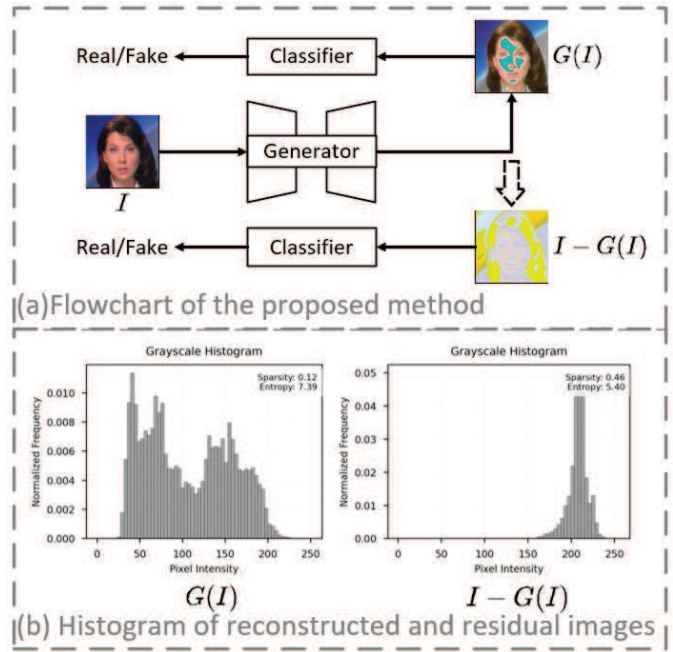 Real/Fake
Classifier
G(I)
Generator
I
Real/Fake
Classifier
I − G(I)
(a)Flowchart of the proposed method
Grayscale Histogram
Sparsity: 0.12
Entropy: 7.39
Normalized Frequency
0.010
0.008
0.006
0.004
0.002
0.000
0 50 100 150 200 250
Pixel Intensity
G(I)
Grayscale Histogram
Sparsity: 0.46
Entropy: 5.40
Normalized Frequency
0.05
0.04
0.03
0.02
0.01
0.00
0 50 100 150 200 250
Pixel Intensity
I − G(I)
(b) Histogram of reconstructed and residual images